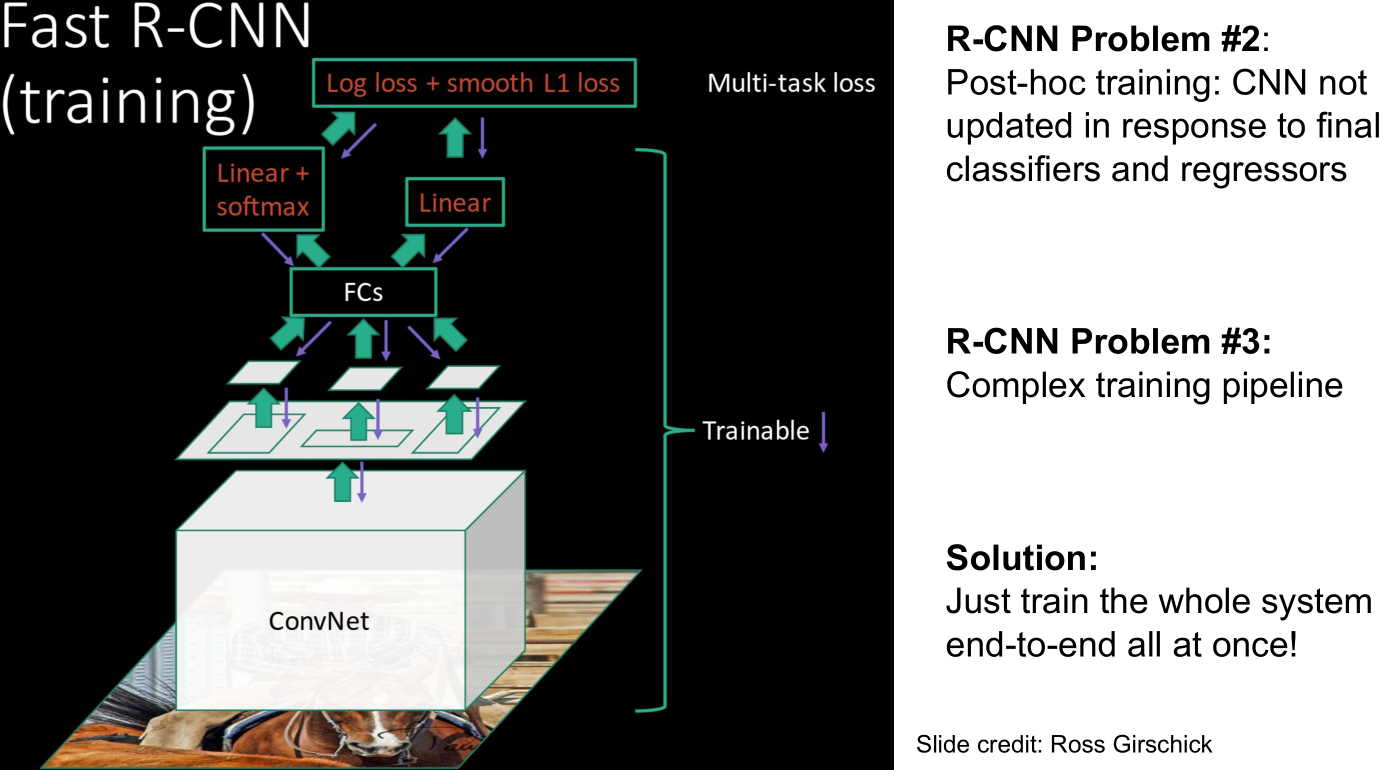 Fast R-CNN
(training)
Log loss + smooth L1 loss
Multi-task loss
Linear +
softmax
Linear
FCs
Trainable
ConvNet
R-CNN Problem #2:
Post-hoc training: CNN not
updated in response to final
classifiers and regressors
R-CNN Problem #3:
Complex training pipeline
Solution:
Just train the whole system
end-to-end all at once!
Slide credit: Ross Girschick